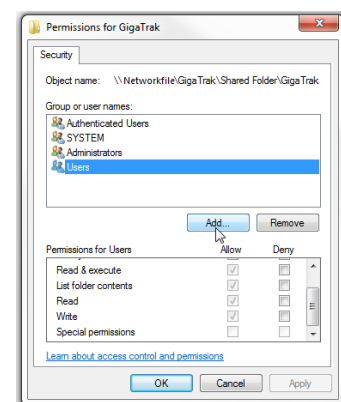 Permissions for GigaTrak
Security
Object name: \\Networkfile\GigaTrak\Shared Folder\GigaTrak
Group or user names:
Authenticated Users
SYSTEM
Administrators
Users
Add... Remove
Permissions for Users Allow Deny
Read & execute
List folder contents
Read
Write
Special permissions
Learn about access control and permissions
OK Cancel Apply